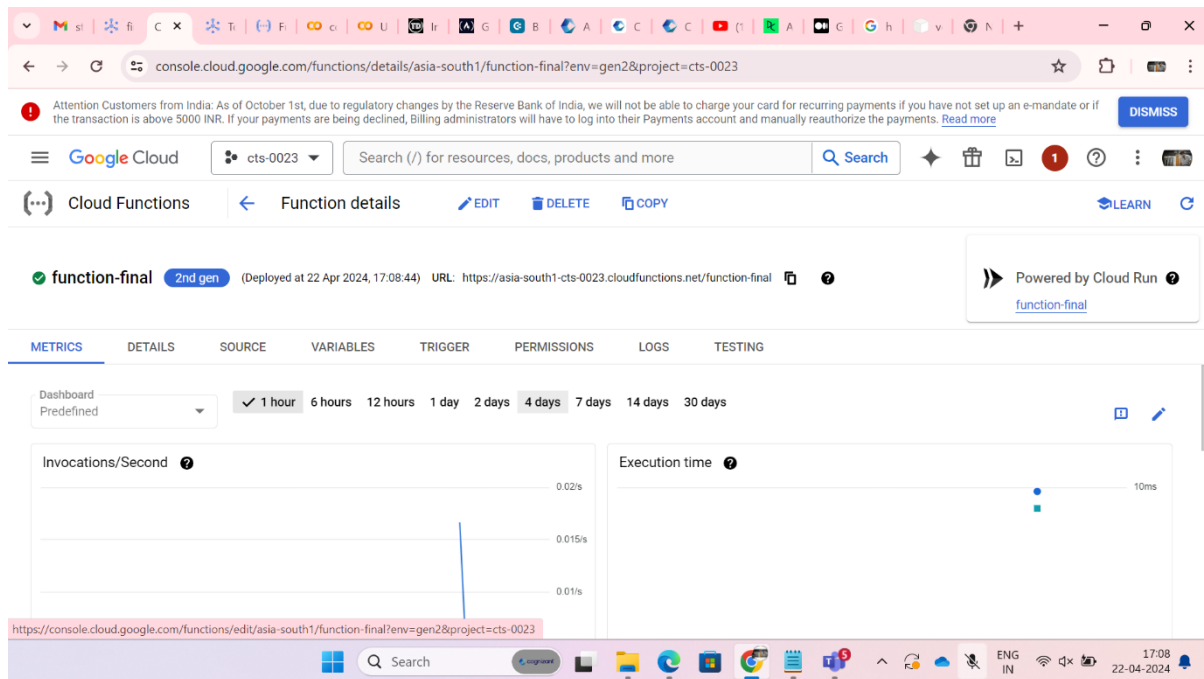 M st
fi
C
To
Fu
co
U
TD Ir
G
B
A
C
C
(1
A
G
G h
v
N
console.cloud.google.com/functions/details/asia-south1/function-final?env=gen2&project=cts-0023
Attention Customers from India: As of October 1st, due to regulatory changes by the Reserve Bank of India, we will not be able to charge your card for recurring payments if you have not set up an e-mandate or if
the transaction is above 5000 INR. If your payments are being declined, Billing administrators will have to log into their Payments account and manually reauthorize the payments. Read more
DISMISS
Google Cloud
cts-0023
Search (/) for resources, docs, products and more
Search
1
Cloud Functions
Function details
EDIT
DELETE
COPY
LEARN
function-final
2nd gen
(Deployed at 22 Apr 2024, 17:08:44)
URL: https://asia-south1-cts-0023.cloudfunctions.net/function-final
Powered by Cloud Run
function-final
METRICS
DETAILS
SOURCE
VARIABLES
TRIGGER
PERMISSIONS
LOGS
TESTING
Dashboard
Predefined
1 hour
6 hours
12 hours
1 day
2 days
4 days
7 days
14 days
30 days
Invocations/Second
0.02/s
0.015/s
0.01/s
Execution time
10ms
https://console.cloud.google.com/functions/edit/asia-south1/function-final?env=gen2&project=cts-0023
Search
cognizant
5
ENG
IN
17:08
22-04-2024